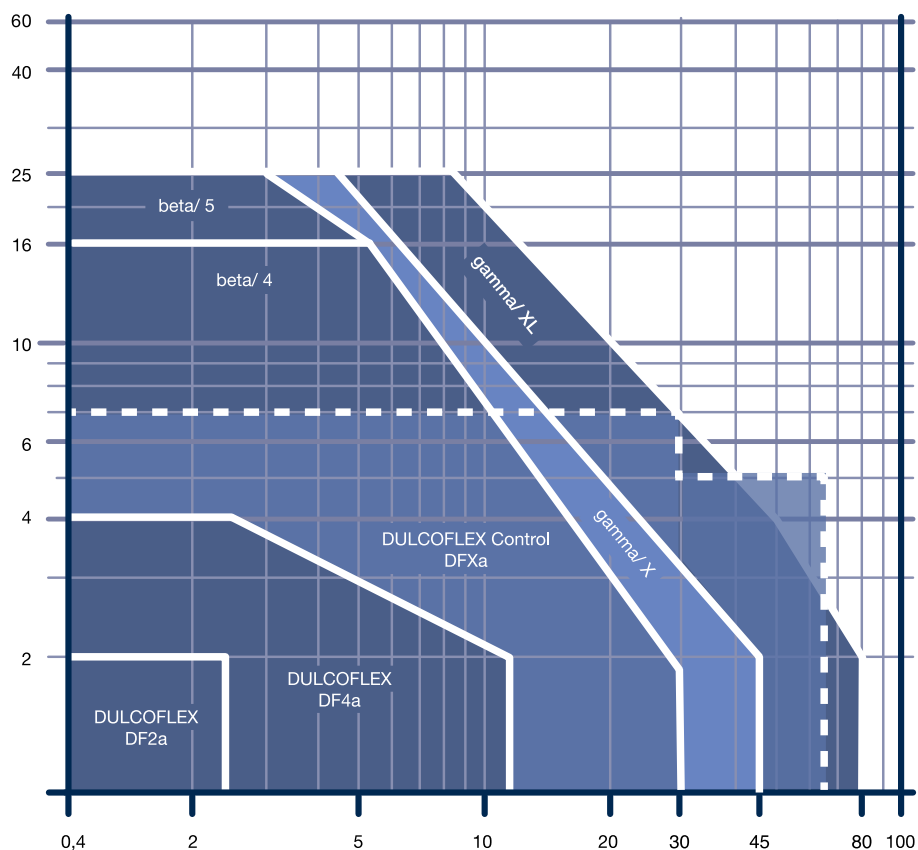 60
40
25
beta/ 5
16
beta/ 4
gamma/ XL
10
6
4
DULCOFLEX Control
DFXa
gamma/ X
2
DULCOFLEX
DF4a
DULCOFLEX
DF2a
0,4 2 5 10 20 30 45 80 100